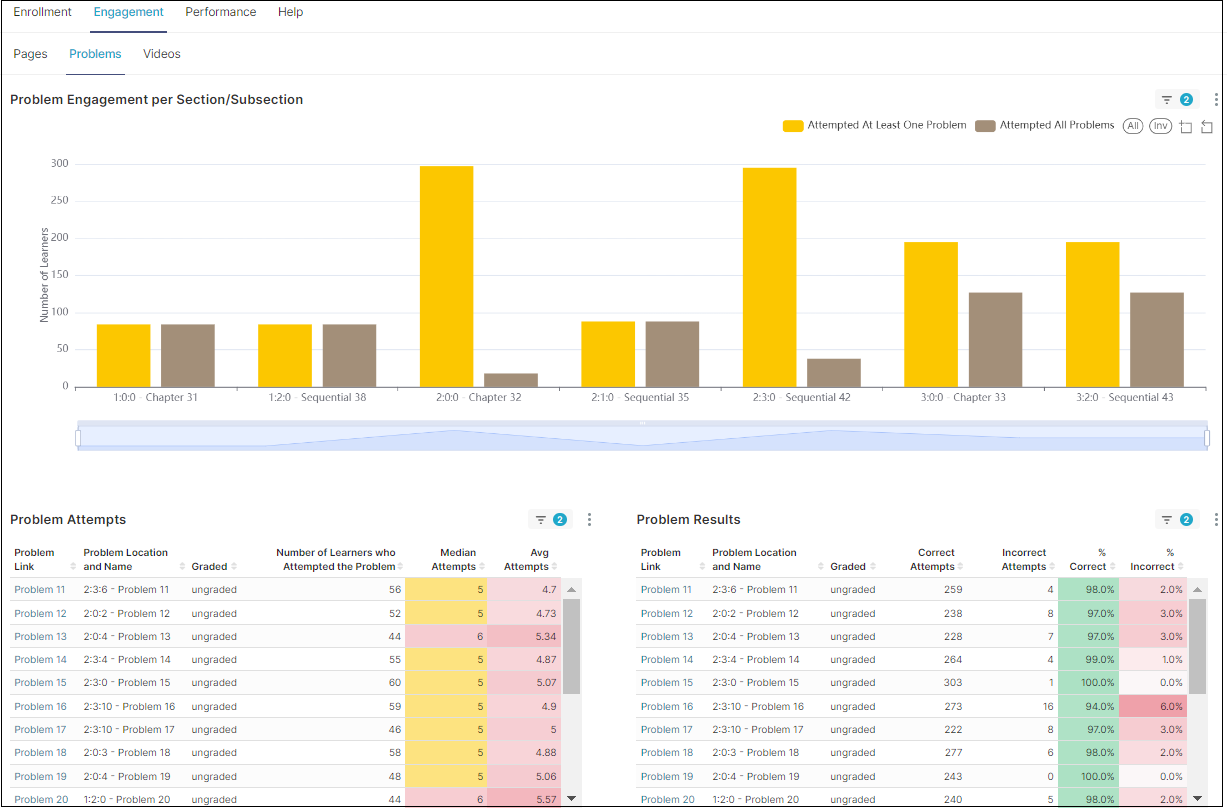 Enrollment Engagement Performance Help
Pages Problems Videos
Problem Engagement per Section/Subsection 2
Attempted At Least One Problem Attempted All Problems All Inv
Number of Learners
300
250
200
150
100
50
0
1:0:0 - Chapter 31 1:2:0 - Sequential 38 2:0:0 - Chapter 32 2:1:0 - Sequential 35 2:3:0 - Sequential 42 3:0:0 - Chapter 33 3:2:0 - Sequential 43
Problem Attempts 2
Problem Link Problem Location and Name Graded Number of Learners who Attempted the Problem Median Attempts Avg Attempts
Problem 11 2:3:6 - Problem 11 ungraded 56 5 4.7
Problem 12 2:0:2 - Problem 12 ungraded 52 5 4.73
Problem 13 2:0:4 - Problem 13 ungraded 44 6 5.34
Problem 14 2:3:4 - Problem 14 ungraded 55 5 4.87
Problem 15 2:3:0 - Problem 15 ungraded 60 5 5.07
Problem 16 2:3:10 - Problem 16 ungraded 59 5 4.9
Problem 17 2:3:10 - Problem 17 ungraded 46 5 5
Problem 18 2:0:3 - Problem 18 ungraded 58 5 4.88
Problem 19 2:0:4 - Problem 19 ungraded 48 5 5.06
Problem 20 1:2:0 - Problem 20 ungraded 44 6 5.57
Problem Results 2
Problem Link Problem Location and Name Graded Correct Attempts Incorrect Attempts % Correct % Incorrect
Problem 11 2:3:6 - Problem 11 ungraded 259 4 98.0% 2.0%
Problem 12 2:0:2 - Problem 12 ungraded 238 8 97.0% 3.0%
Problem 13 2:0:4 - Problem 13 ungraded 228 7 97.0% 3.0%
Problem 14 2:3:4 - Problem 14 ungraded 264 4 99.0% 1.0%
Problem 15 2:3:0 - Problem 15 ungraded 303 1 100.0% 0.0%
Problem 16 2:3:10 - Problem 16 ungraded 273 16 94.0% 6.0%
Problem 17 2:3:10 - Problem 17 ungraded 222 8 97.0% 3.0%
Problem 18 2:0:3 - Problem 18 ungraded 277 6 98.0% 2.0%
Problem 19 2:0:4 - Problem 19 ungraded 243 0 100.0% 0.0%
Problem 20 1:2:0 - Problem 20 ungraded 240 5 98.0% 2.0%